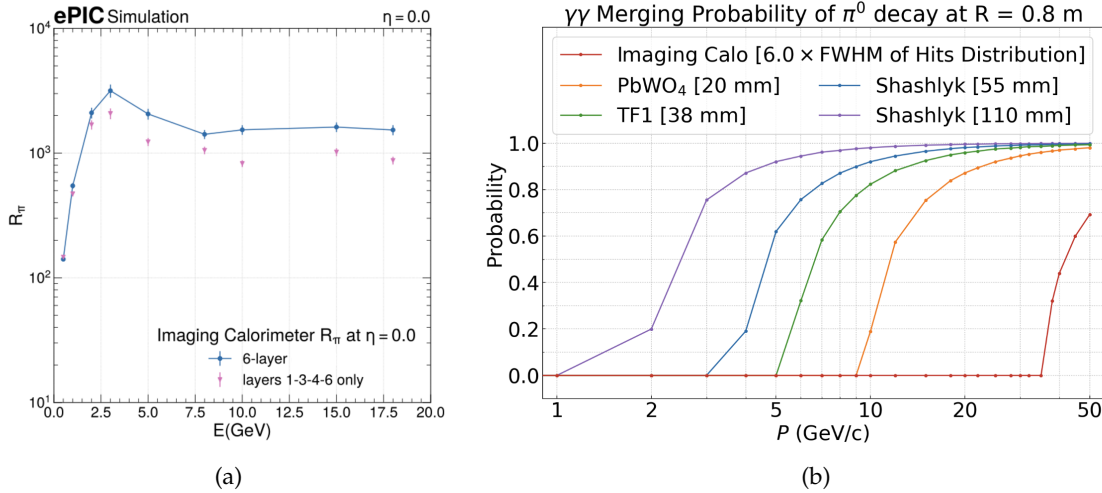 ePIC Simulation
η = 0.0
10⁴
10³
10²
10¹
Rπ
Imaging Calorimeter Rπ at η = 0.0
6-layer
layers 1-3-4-6 only
0.0 2.5 5.0 7.5 10.0 12.5 15.0 17.5 20.0
E(GeV)
(a)
γγ Merging Probability of π⁰ decay at R = 0.8 m
Imaging Calo [6.0 × FWHM of Hits Distribution]
PbWO₄ [20 mm] Shashlyk [55 mm]
TF1 [38 mm] Shashlyk [110 mm]
1.0
0.8
0.6
0.4
0.2
0.0
Probability
1 2 5 10 20 50
P (GeV/c)
(b)